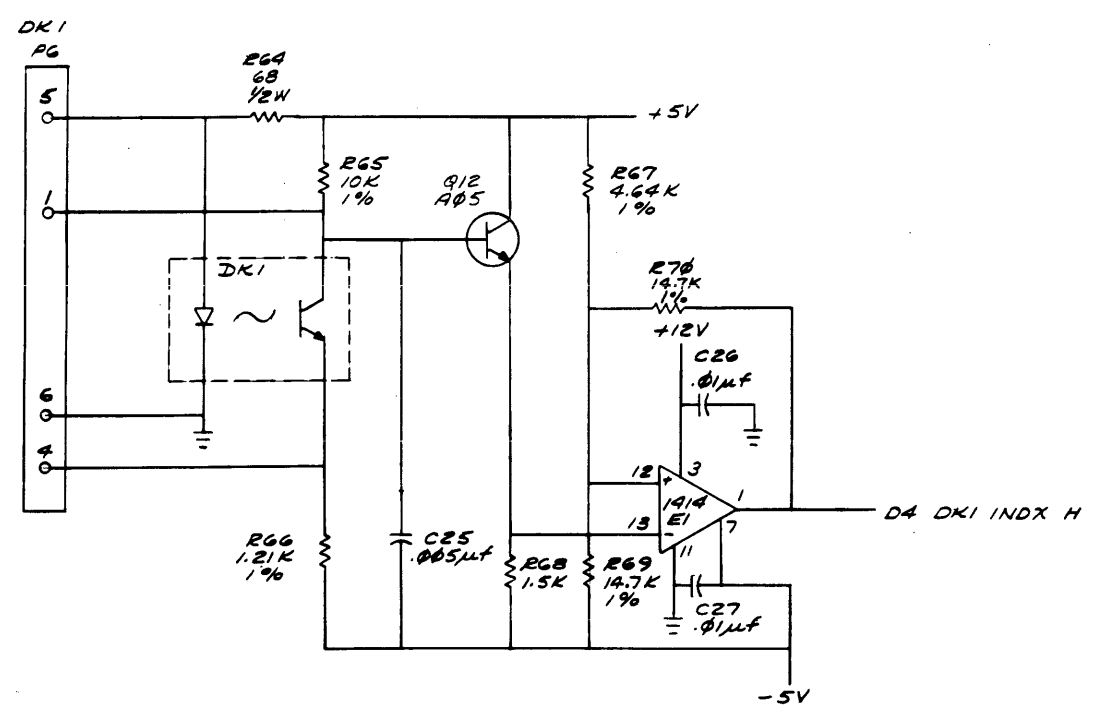 DK1
P6
5
1
6
4
R64
68
1/2W
+5V
R65
10K
1%
Q12
AØ5
R67
4.64K
1%
DK1
R7Ø
14.7K
1%
+12V
C26
.Ø1µf
12
+
3
1414
E1
1
7
13
-
11
D4 DK1 INDX H
R66
1.21K
1%
C25
.ØØ5µf
R68
1.5K
R69
14.7K
1%
C27
.Ø1µf
-5V